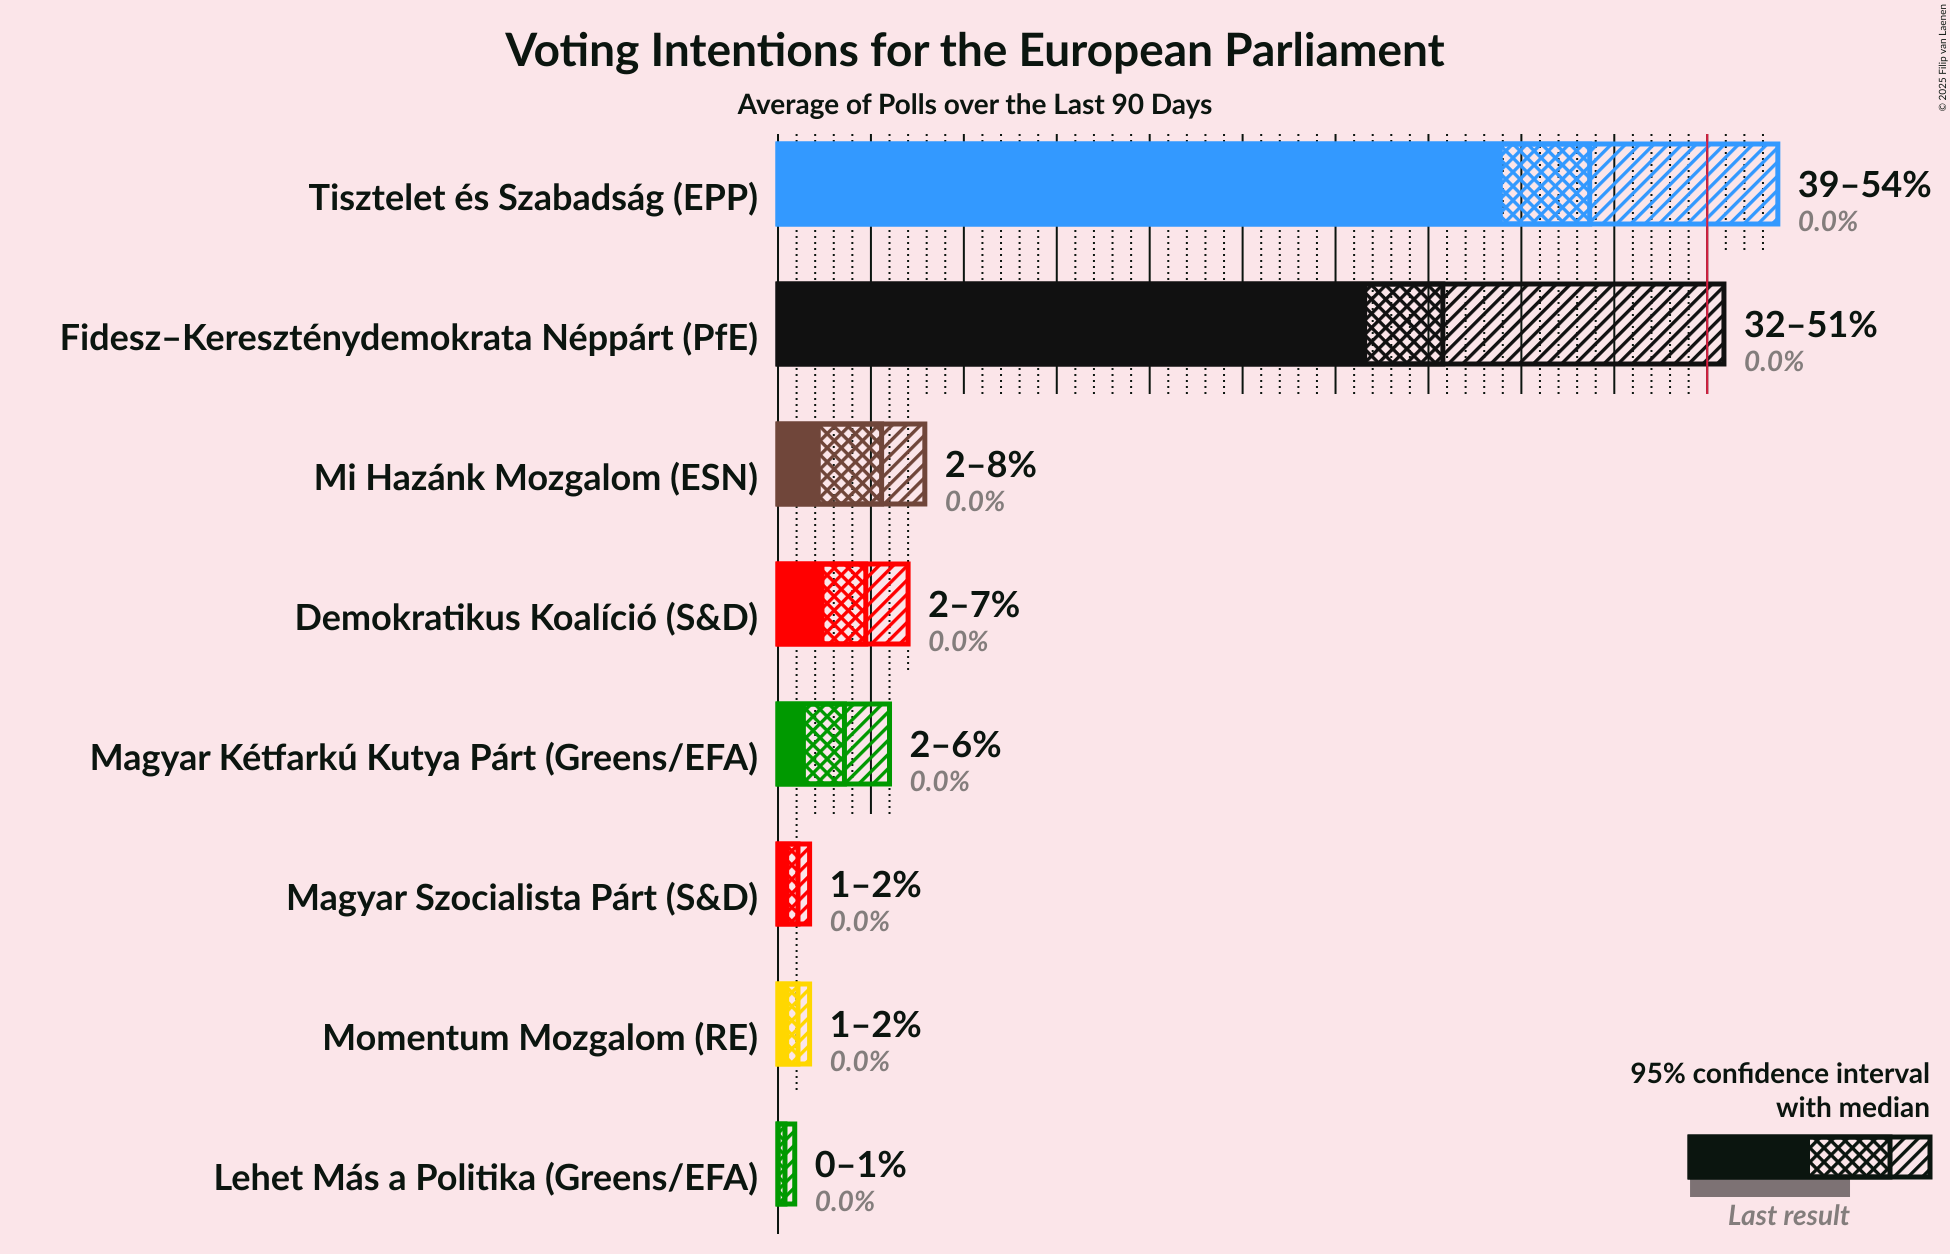 Voting Intentions for the European Parliament
Average of Polls over the Last 90 Days
© 2025 Filip van Laenen
Tisztelet és Szabadság (EPP)
39–54%
0.0%
Fidesz–Kereszténydemokrata Néppárt (PfE)
32–51%
0.0%
Mi Hazánk Mozgalom (ESN)
2–8%
0.0%
Demokratikus Koalíció (S&D)
2–7%
0.0%
Magyar Kétfarkú Kutya Párt (Greens/EFA)
2–6%
0.0%
Magyar Szocialista Párt (S&D)
1–2%
0.0%
Momentum Mozgalom (RE)
1–2%
0.0%
Lehet Más a Politika (Greens/EFA)
0–1%
0.0%
95% confidence interval
with median
Last result